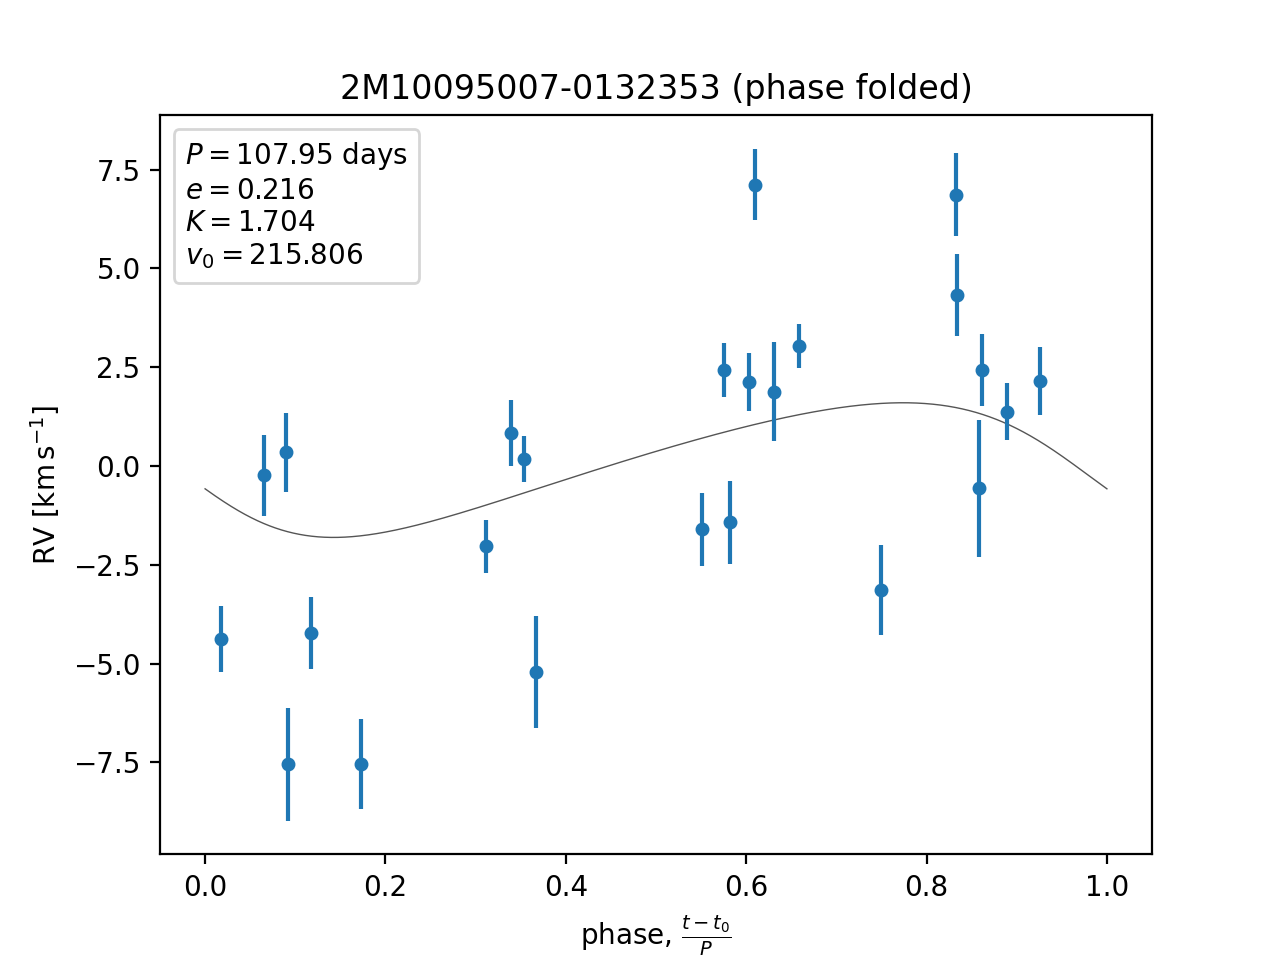 2M10095007-0132353 (phase folded)
P = 107.95 days
e = 0.216
K = 1.704
v₀ = 215.806
7.5
5.0
2.5
0.0
−2.5
−5.0
−7.5
RV [km s⁻¹]
0.0 0.2 0.4 0.6 0.8 1.0
phase, (t − t₀)/P